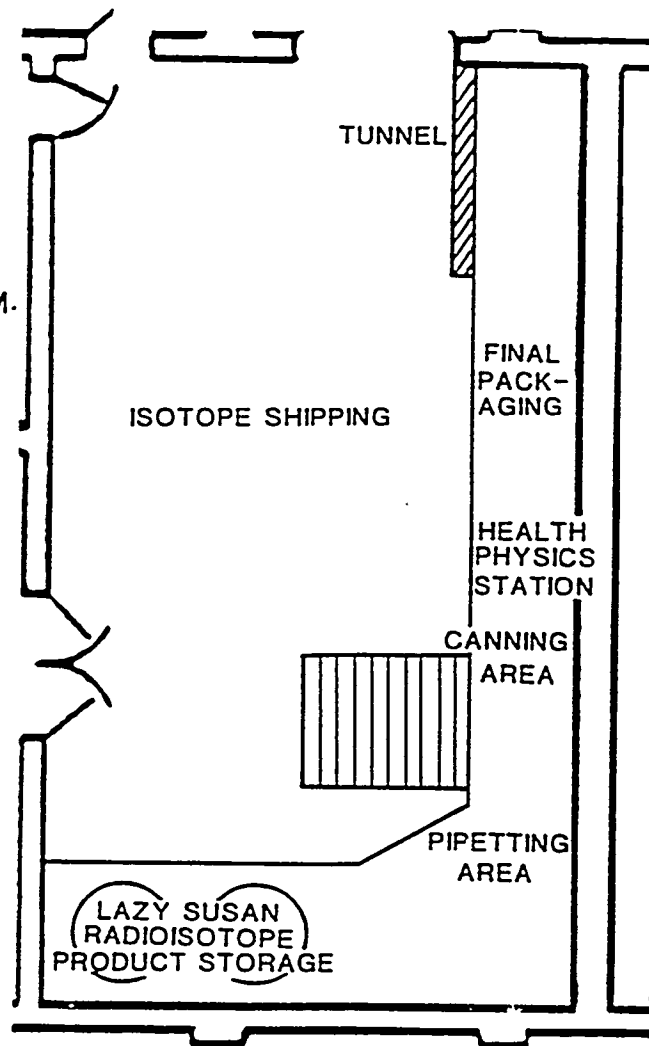 TUNNEL
M.
FINAL
PACK-
AGING
ISOTOPE SHIPPING
HEALTH
PHYSICS
STATION
CANNING
AREA
PIPETTING
AREA
LAZY SUSAN
RADIOISOTOPE
PRODUCT STORAGE